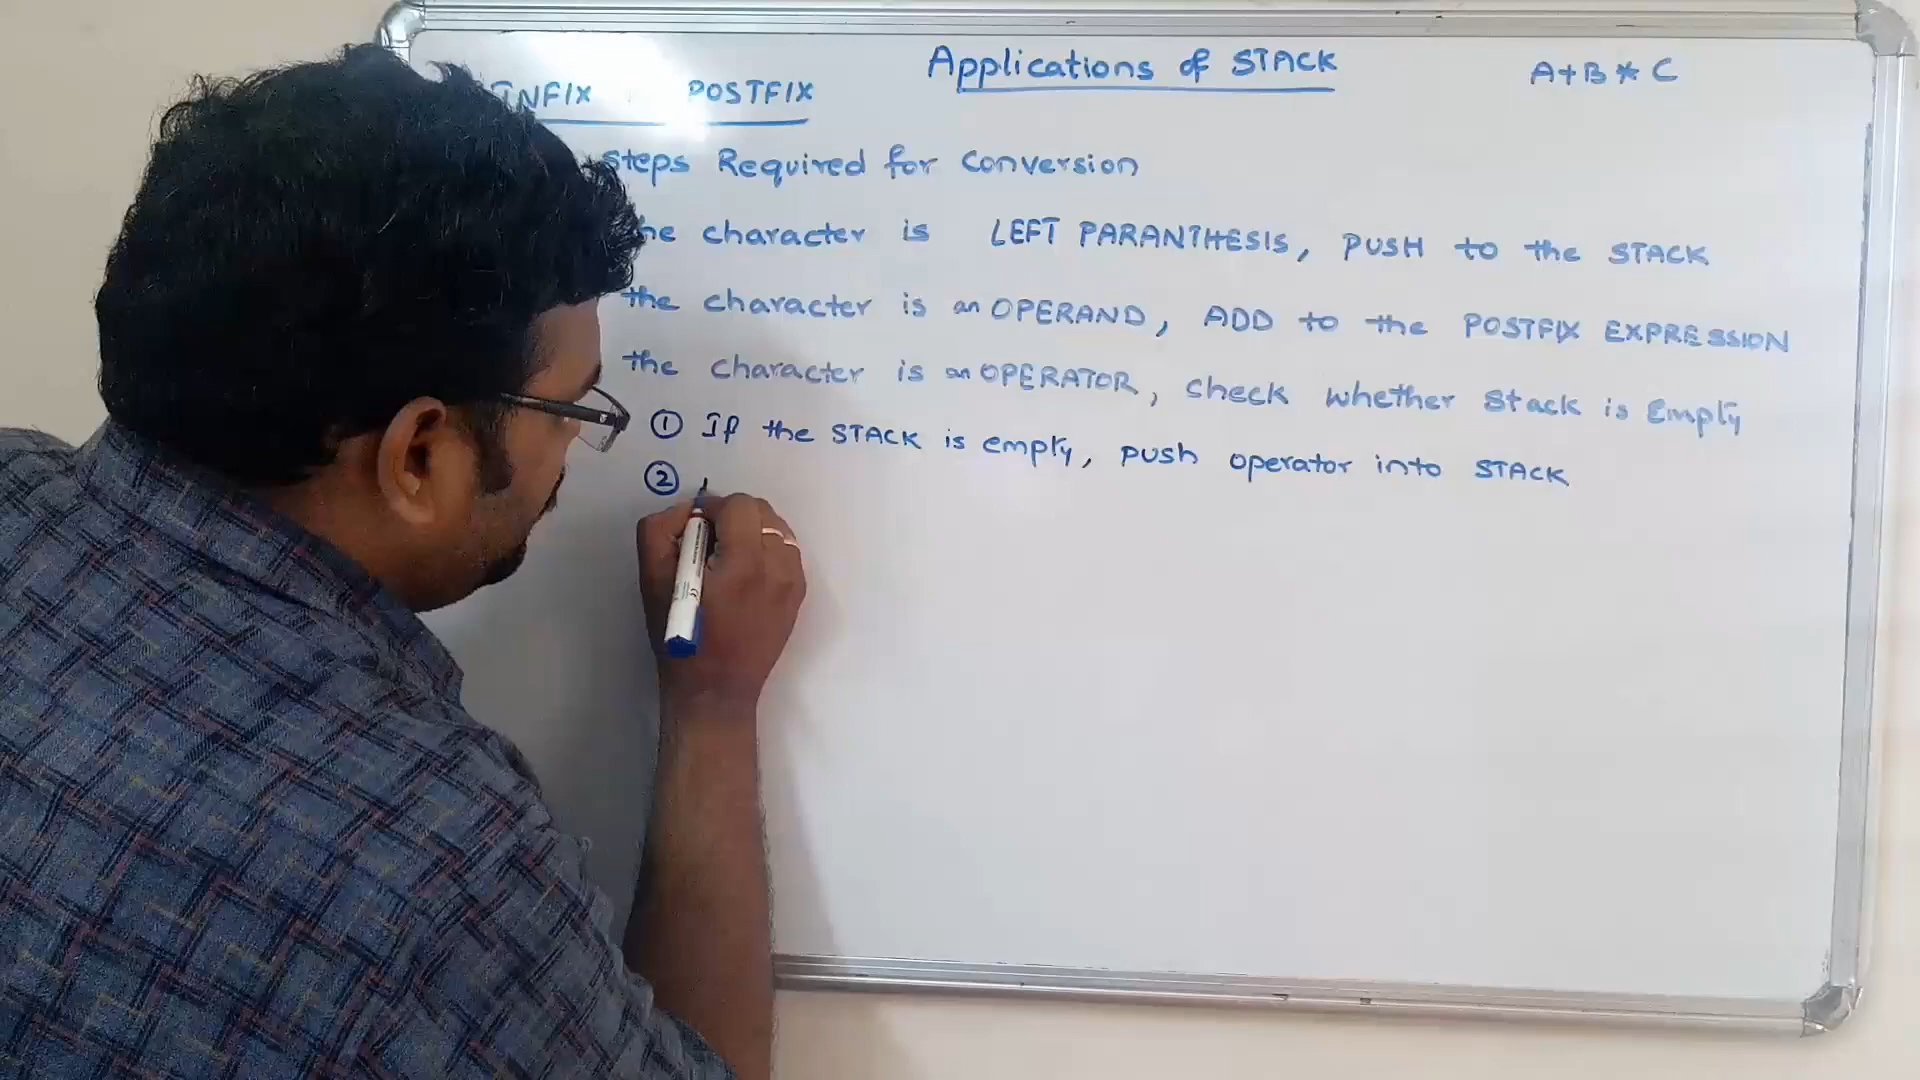 Applications of STACK
A+B * C
INFIX POSTFIX
Steps Required for Conversion
the character is LEFT PARANTHESIS, PUSH to the STACK
the character is an OPERAND, ADD to the POSTFIX EXPRESSION
the character is an OPERATOR, check whether stack is Empty
① If the STACK is empty, push operator into STACK
②